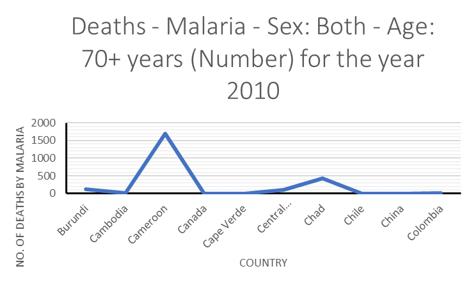 Deaths - Malaria - Sex: Both - Age:
70+ years (Number) for the year
2010
NO. OF DEATHS BY MALARIA
2000
1500
1000
500
0
Burundi
Cambodia
Cameroon
Canada
Cape Verde
Central...
Chad
Chile
China
Colombia
COUNTRY